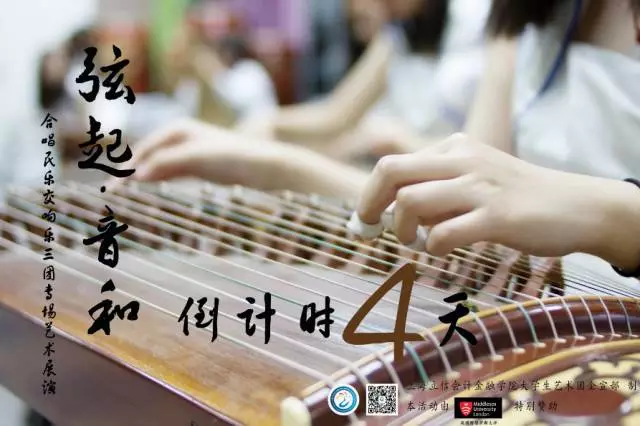 弦起·音和
合唱民乐交响乐三团专场艺术展演
倒计时4天
上海立信会计金融学院大学生艺术团企宣部 制
本活动由
Middlesex
University
London
特别赞助